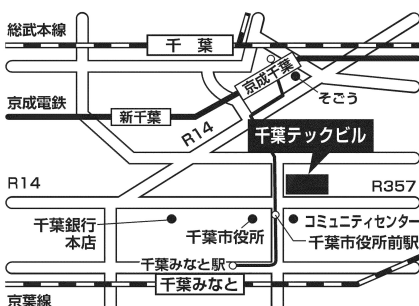 総武本線
千葉
京成千葉
京成電鉄
そごう
新千葉
R14
千葉テックビル
R14
R357
千葉銀行
本店
千葉市役所
コミュニティセンター
千葉市役所前駅
千葉みなと駅
千葉みなと
京葉線